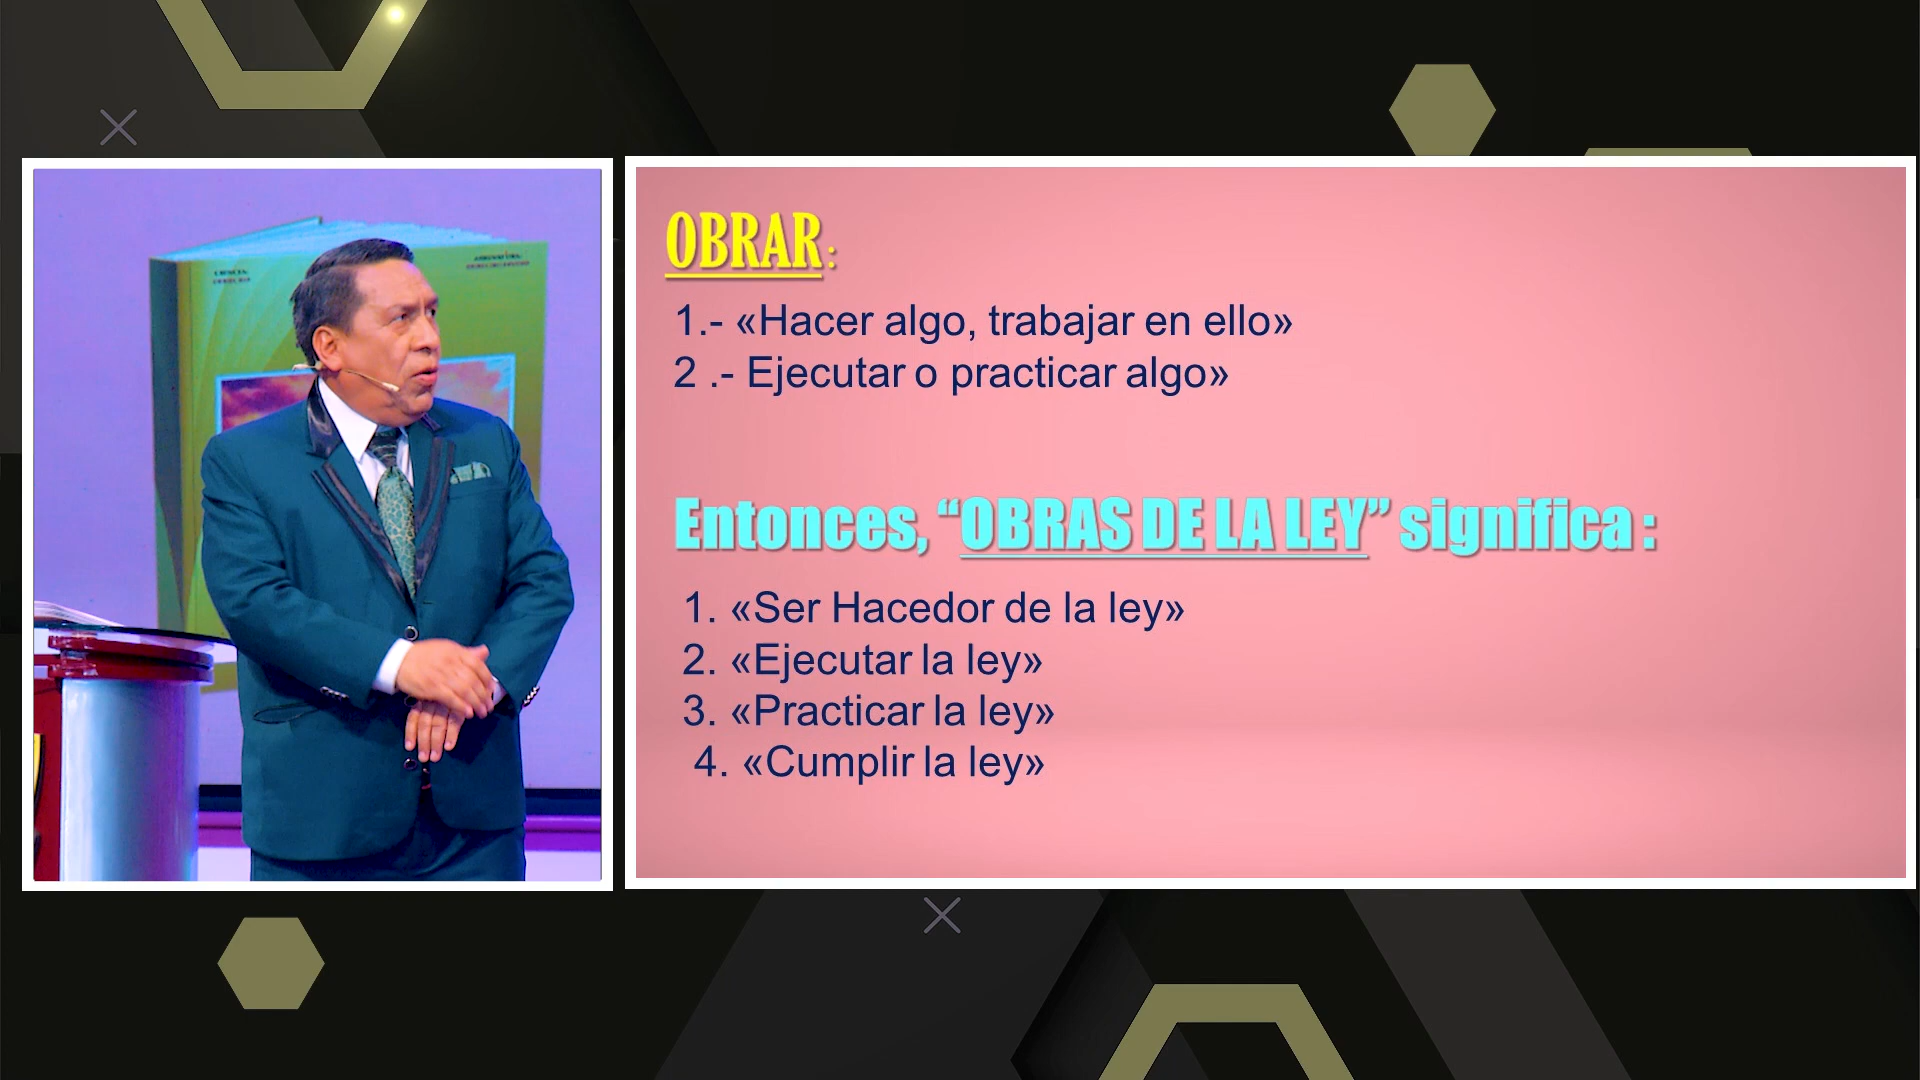 OBRAR:
1.- «Hacer algo, trabajar en ello»
2 .- Ejecutar o practicar algo»
Entonces, “OBRAS DE LA LEY” significa :
1. «Ser Hacedor de la ley»
2. «Ejecutar la ley»
3. «Practicar la ley»
4. «Cumplir la ley»